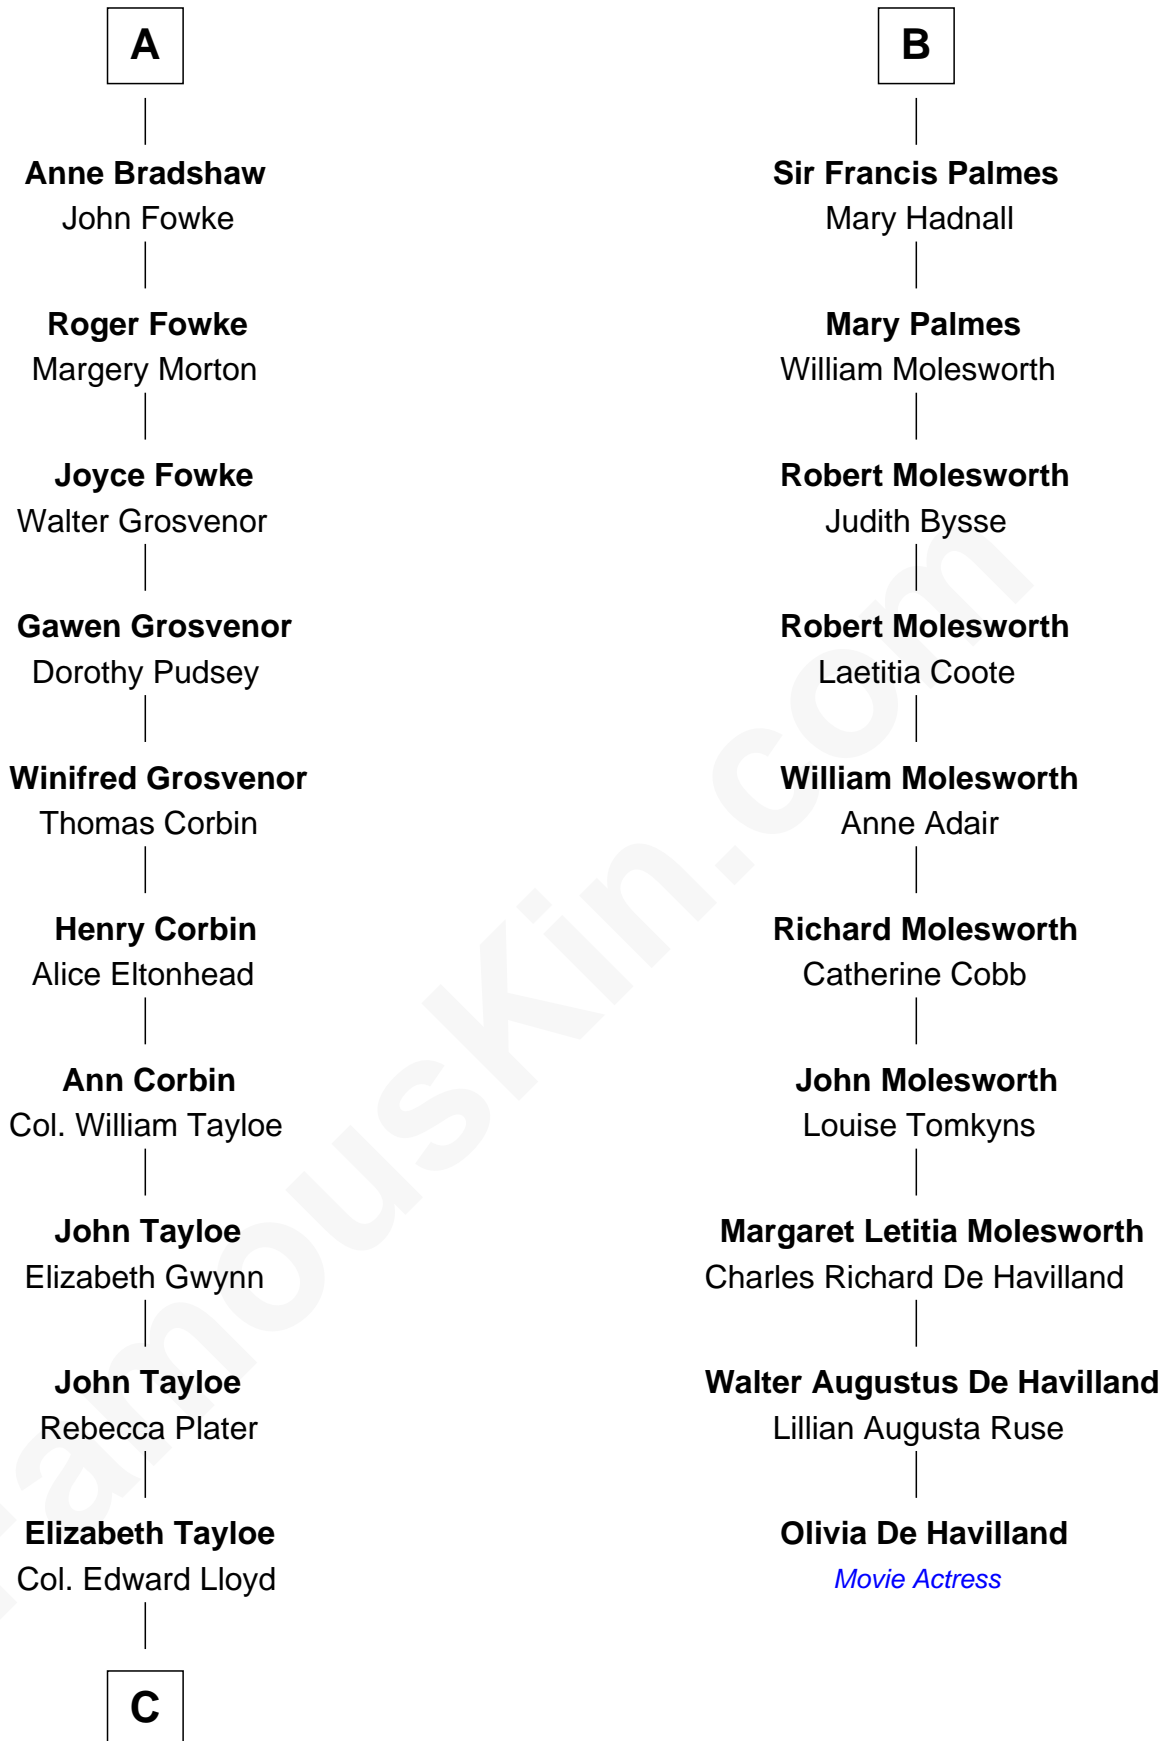 A
Anne Bradshaw
John Fowke
Roger Fowke
Margery Morton
Joyce Fowke
Walter Grosvenor
Gawen Grosvenor
Dorothy Pudsey
Winifred Grosvenor
Thomas Corbin
Henry Corbin
Alice Eltonhead
Ann Corbin
Col. William Tayloe
John Tayloe
Elizabeth Gwynn
John Tayloe
Rebecca Plater
Elizabeth Tayloe
Col. Edward Lloyd
C
B
Sir Francis Palmes
Mary Hadnall
Mary Palmes
William Molesworth
Robert Molesworth
Judith Bysse
Robert Molesworth
Laetitia Coote
William Molesworth
Anne Adair
Richard Molesworth
Catherine Cobb
John Molesworth
Louise Tomkyns
Margaret Letitia Molesworth
Charles Richard De Havilland
Walter Augustus De Havilland
Lillian Augusta Ruse
Olivia De Havilland
Movie Actress
FamousKin.com